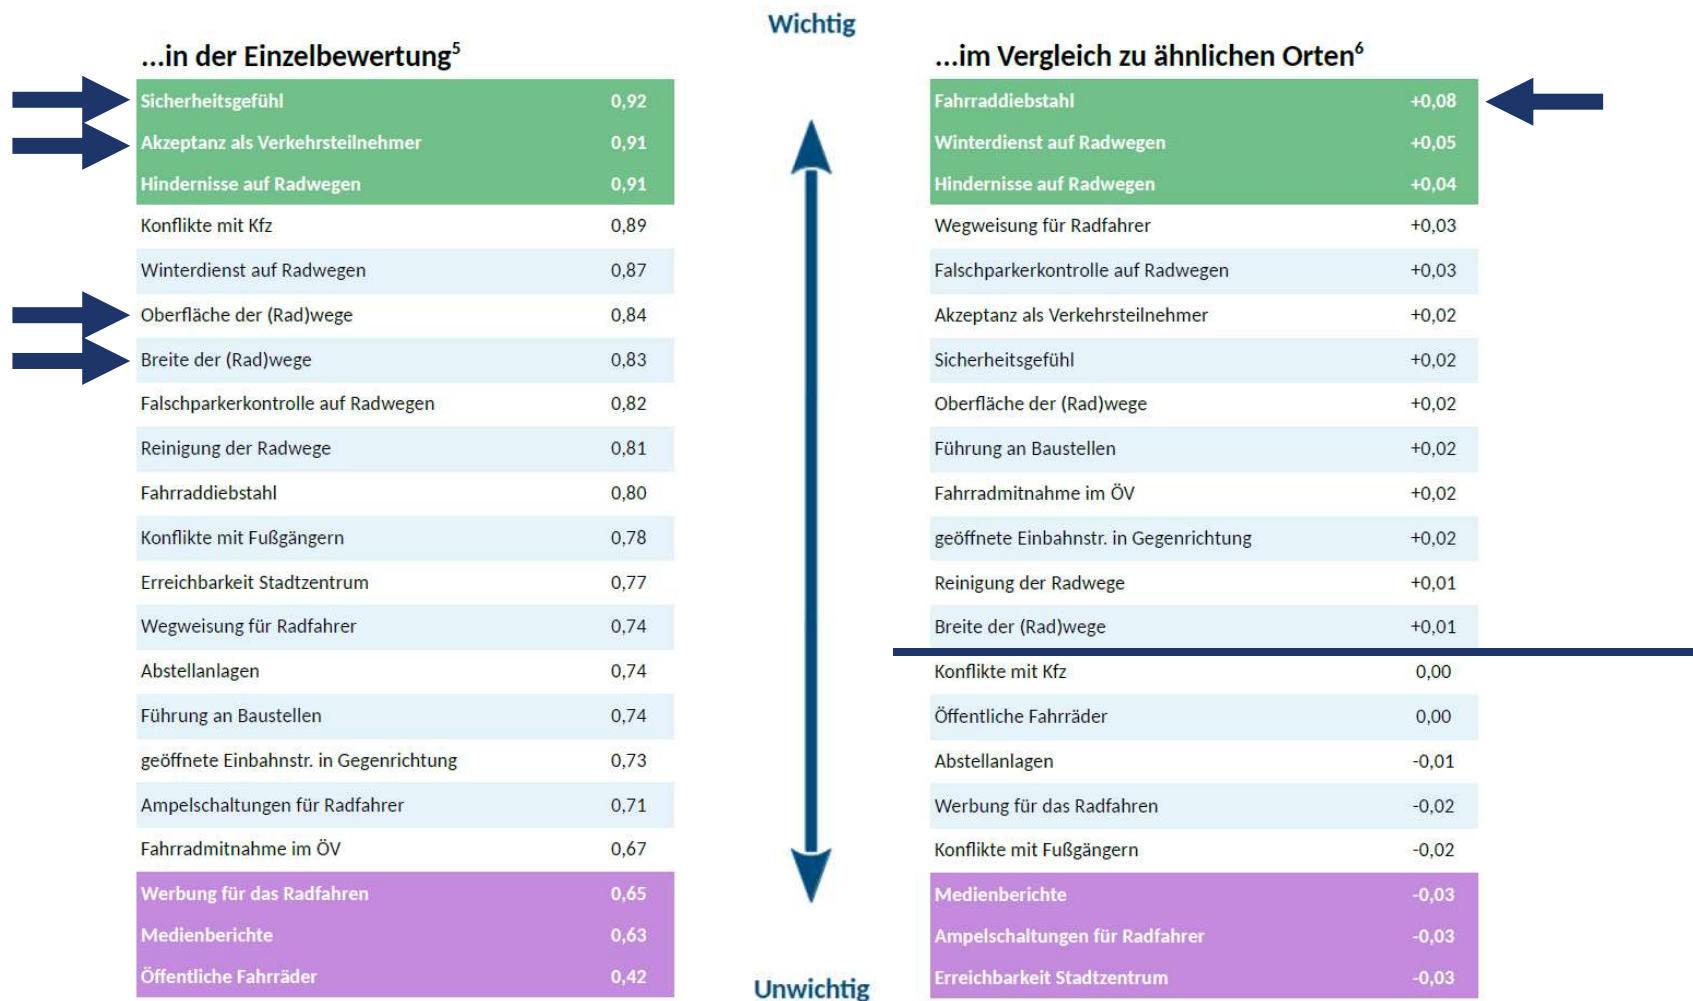 Wichtig
...in der Einzelbewertung⁵
Sicherheitsgefühl 0,92
Akzeptanz als Verkehrsteilnehmer 0,91
Hindernisse auf Radwegen 0,91
Konflikte mit Kfz 0,89
Winterdienst auf Radwegen 0,87
Oberfläche der (Rad)wege 0,84
Breite der (Rad)wege 0,83
Falschparkerkontrolle auf Radwegen 0,82
Reinigung der Radwege 0,81
Fahrraddiebstahl 0,80
Konflikte mit Fußgängern 0,78
Erreichbarkeit Stadtzentrum 0,77
Wegweisung für Radfahrer 0,74
Abstellanlagen 0,74
Führung an Baustellen 0,74
geöffnete Einbahnstr. in Gegenrichtung 0,73
Ampelschaltungen für Radfahrer 0,71
Fahrradmitnahme im ÖV 0,67
Werbung für das Radfahren 0,65
Medienberichte 0,63
Öffentliche Fahrräder 0,42
...im Vergleich zu ähnlichen Orten⁶
Fahrraddiebstahl +0,08
Winterdienst auf Radwegen +0,05
Hindernisse auf Radwegen +0,04
Wegweisung für Radfahrer +0,03
Falschparkerkontrolle auf Radwegen +0,03
Akzeptanz als Verkehrsteilnehmer +0,02
Sicherheitsgefühl +0,02
Oberfläche der (Rad)wege +0,02
Führung an Baustellen +0,02
Fahrradmitnahme im ÖV +0,02
geöffnete Einbahnstr. in Gegenrichtung +0,02
Reinigung der Radwege +0,01
Breite der (Rad)wege +0,01
Konflikte mit Kfz 0,00
Öffentliche Fahrräder 0,00
Abstellanlagen -0,01
Werbung für das Radfahren -0,02
Konflikte mit Fußgängern -0,02
Medienberichte -0,03
Ampelschaltungen für Radfahrer -0,03
Erreichbarkeit Stadtzentrum -0,03
Unwichtig